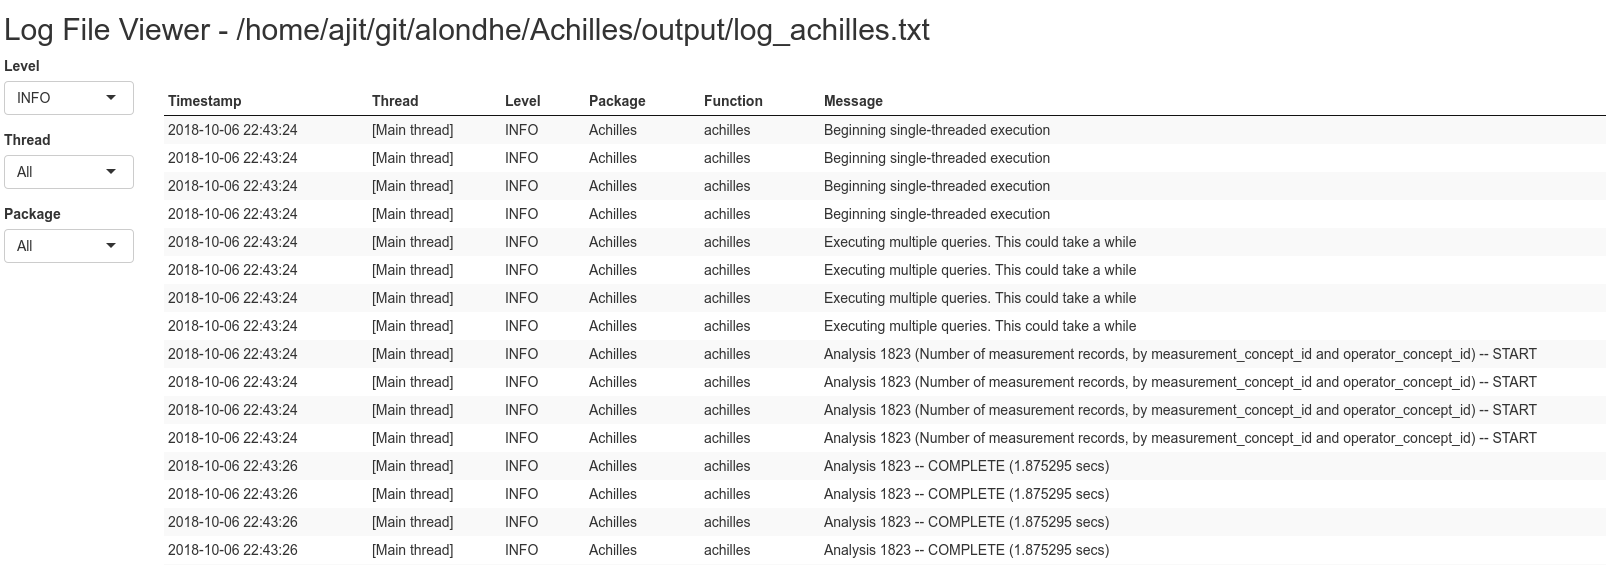 Log File Viewer - /home/ajit/git/alondhe/Achilles/output/log_achilles.txt
Level
INFO
Thread
All
Package
All
Timestamp Thread Level Package Function Message
2018-10-06 22:43:24 [Main thread] INFO Achilles achilles Beginning single-threaded execution
2018-10-06 22:43:24 [Main thread] INFO Achilles achilles Beginning single-threaded execution
2018-10-06 22:43:24 [Main thread] INFO Achilles achilles Beginning single-threaded execution
2018-10-06 22:43:24 [Main thread] INFO Achilles achilles Beginning single-threaded execution
2018-10-06 22:43:24 [Main thread] INFO Achilles achilles Executing multiple queries. This could take a while
2018-10-06 22:43:24 [Main thread] INFO Achilles achilles Executing multiple queries. This could take a while
2018-10-06 22:43:24 [Main thread] INFO Achilles achilles Executing multiple queries. This could take a while
2018-10-06 22:43:24 [Main thread] INFO Achilles achilles Executing multiple queries. This could take a while
2018-10-06 22:43:24 [Main thread] INFO Achilles achilles Analysis 1823 (Number of measurement records, by measurement_concept_id and operator_concept_id) -- START
2018-10-06 22:43:24 [Main thread] INFO Achilles achilles Analysis 1823 (Number of measurement records, by measurement_concept_id and operator_concept_id) -- START
2018-10-06 22:43:24 [Main thread] INFO Achilles achilles Analysis 1823 (Number of measurement records, by measurement_concept_id and operator_concept_id) -- START
2018-10-06 22:43:24 [Main thread] INFO Achilles achilles Analysis 1823 (Number of measurement records, by measurement_concept_id and operator_concept_id) -- START
2018-10-06 22:43:26 [Main thread] INFO Achilles achilles Analysis 1823 -- COMPLETE (1.875295 secs)
2018-10-06 22:43:26 [Main thread] INFO Achilles achilles Analysis 1823 -- COMPLETE (1.875295 secs)
2018-10-06 22:43:26 [Main thread] INFO Achilles achilles Analysis 1823 -- COMPLETE (1.875295 secs)
2018-10-06 22:43:26 [Main thread] INFO Achilles achilles Analysis 1823 -- COMPLETE (1.875295 secs)